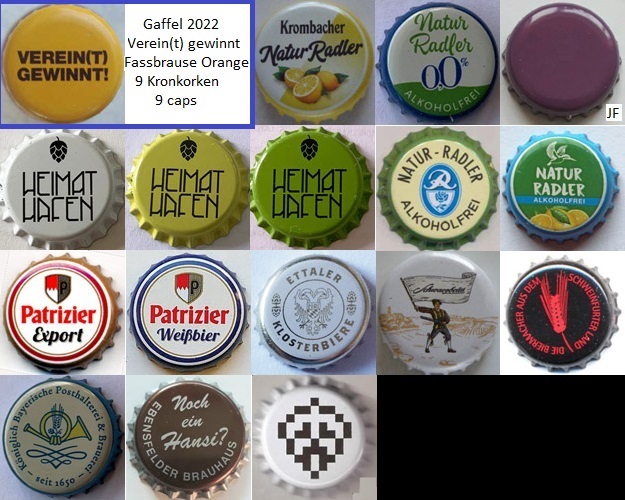 VEREIN(T)
GEWINNT!
Gaffel 2022
Verein(t) gewinnt
Fassbrause Orange
9 Kronkorken
9 caps
Krombacher
Natur Radler
Natur
Radler
0,0%
ALKOHOLFREI
JF
HEIMAT
HAFEN
HEIMAT
HAFEN
HEIMAT
HAFEN
NATUR - RADLER
ALKOHOLFREI
NATUR
RADLER
ALKOHOLFREI
P
Patrizier
Export
P
Patrizier
Weißbier
ETTALER
KLOSTERBIERE
DIE BIERMACHER AUS DEM SCHWEINFURTER LAND
Königlich Bayerische Posthalterei & Brauerei
seit 1650
Noch
ein
Hansi?
EBENSFELDER BRAUHAUS